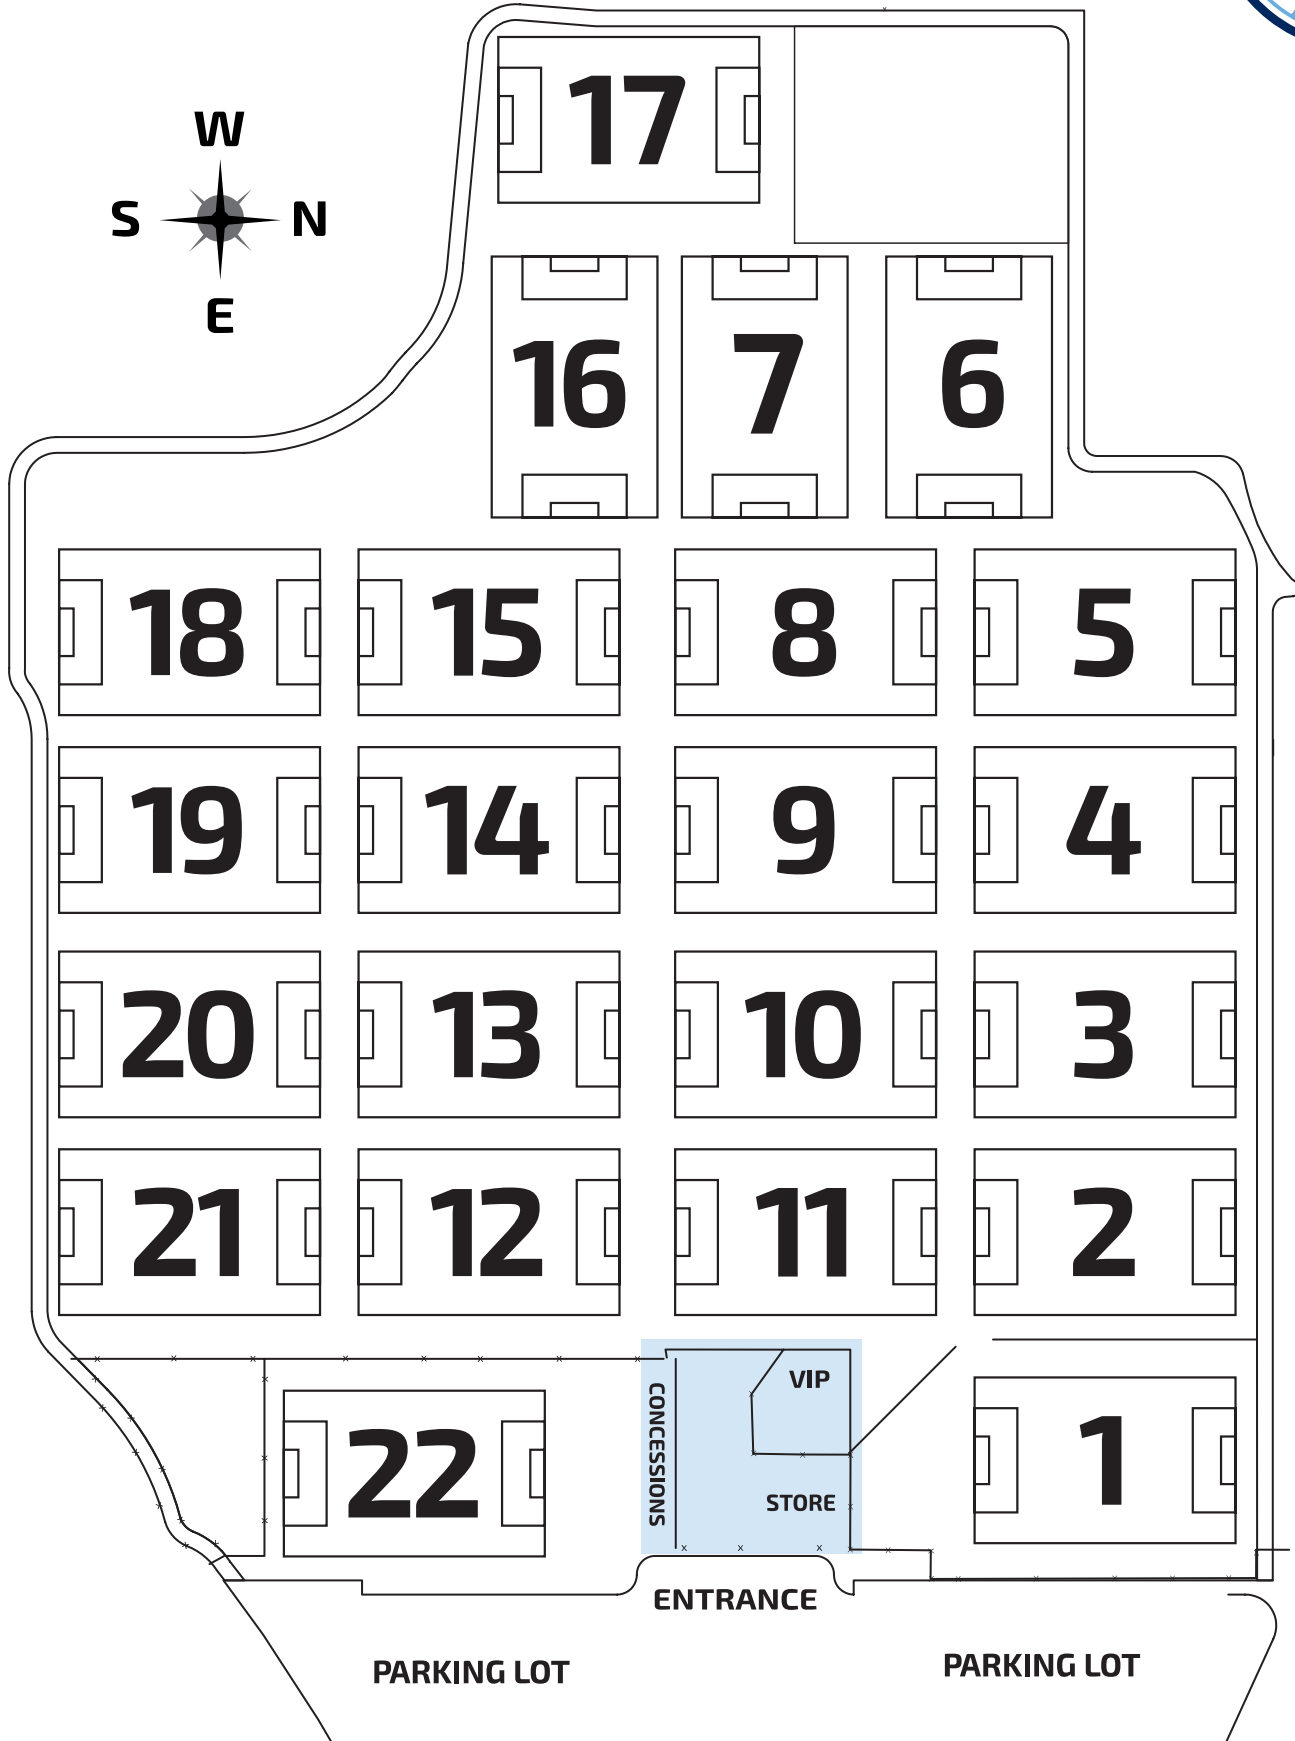 17
W
S N
E
16 7 6
18 15 8 5
19 14 9 4
20 13 10 3
21 12 11 2
VIP
CONCESSIONS
22 1
STORE
ENTRANCE
PARKING LOT PARKING LOT